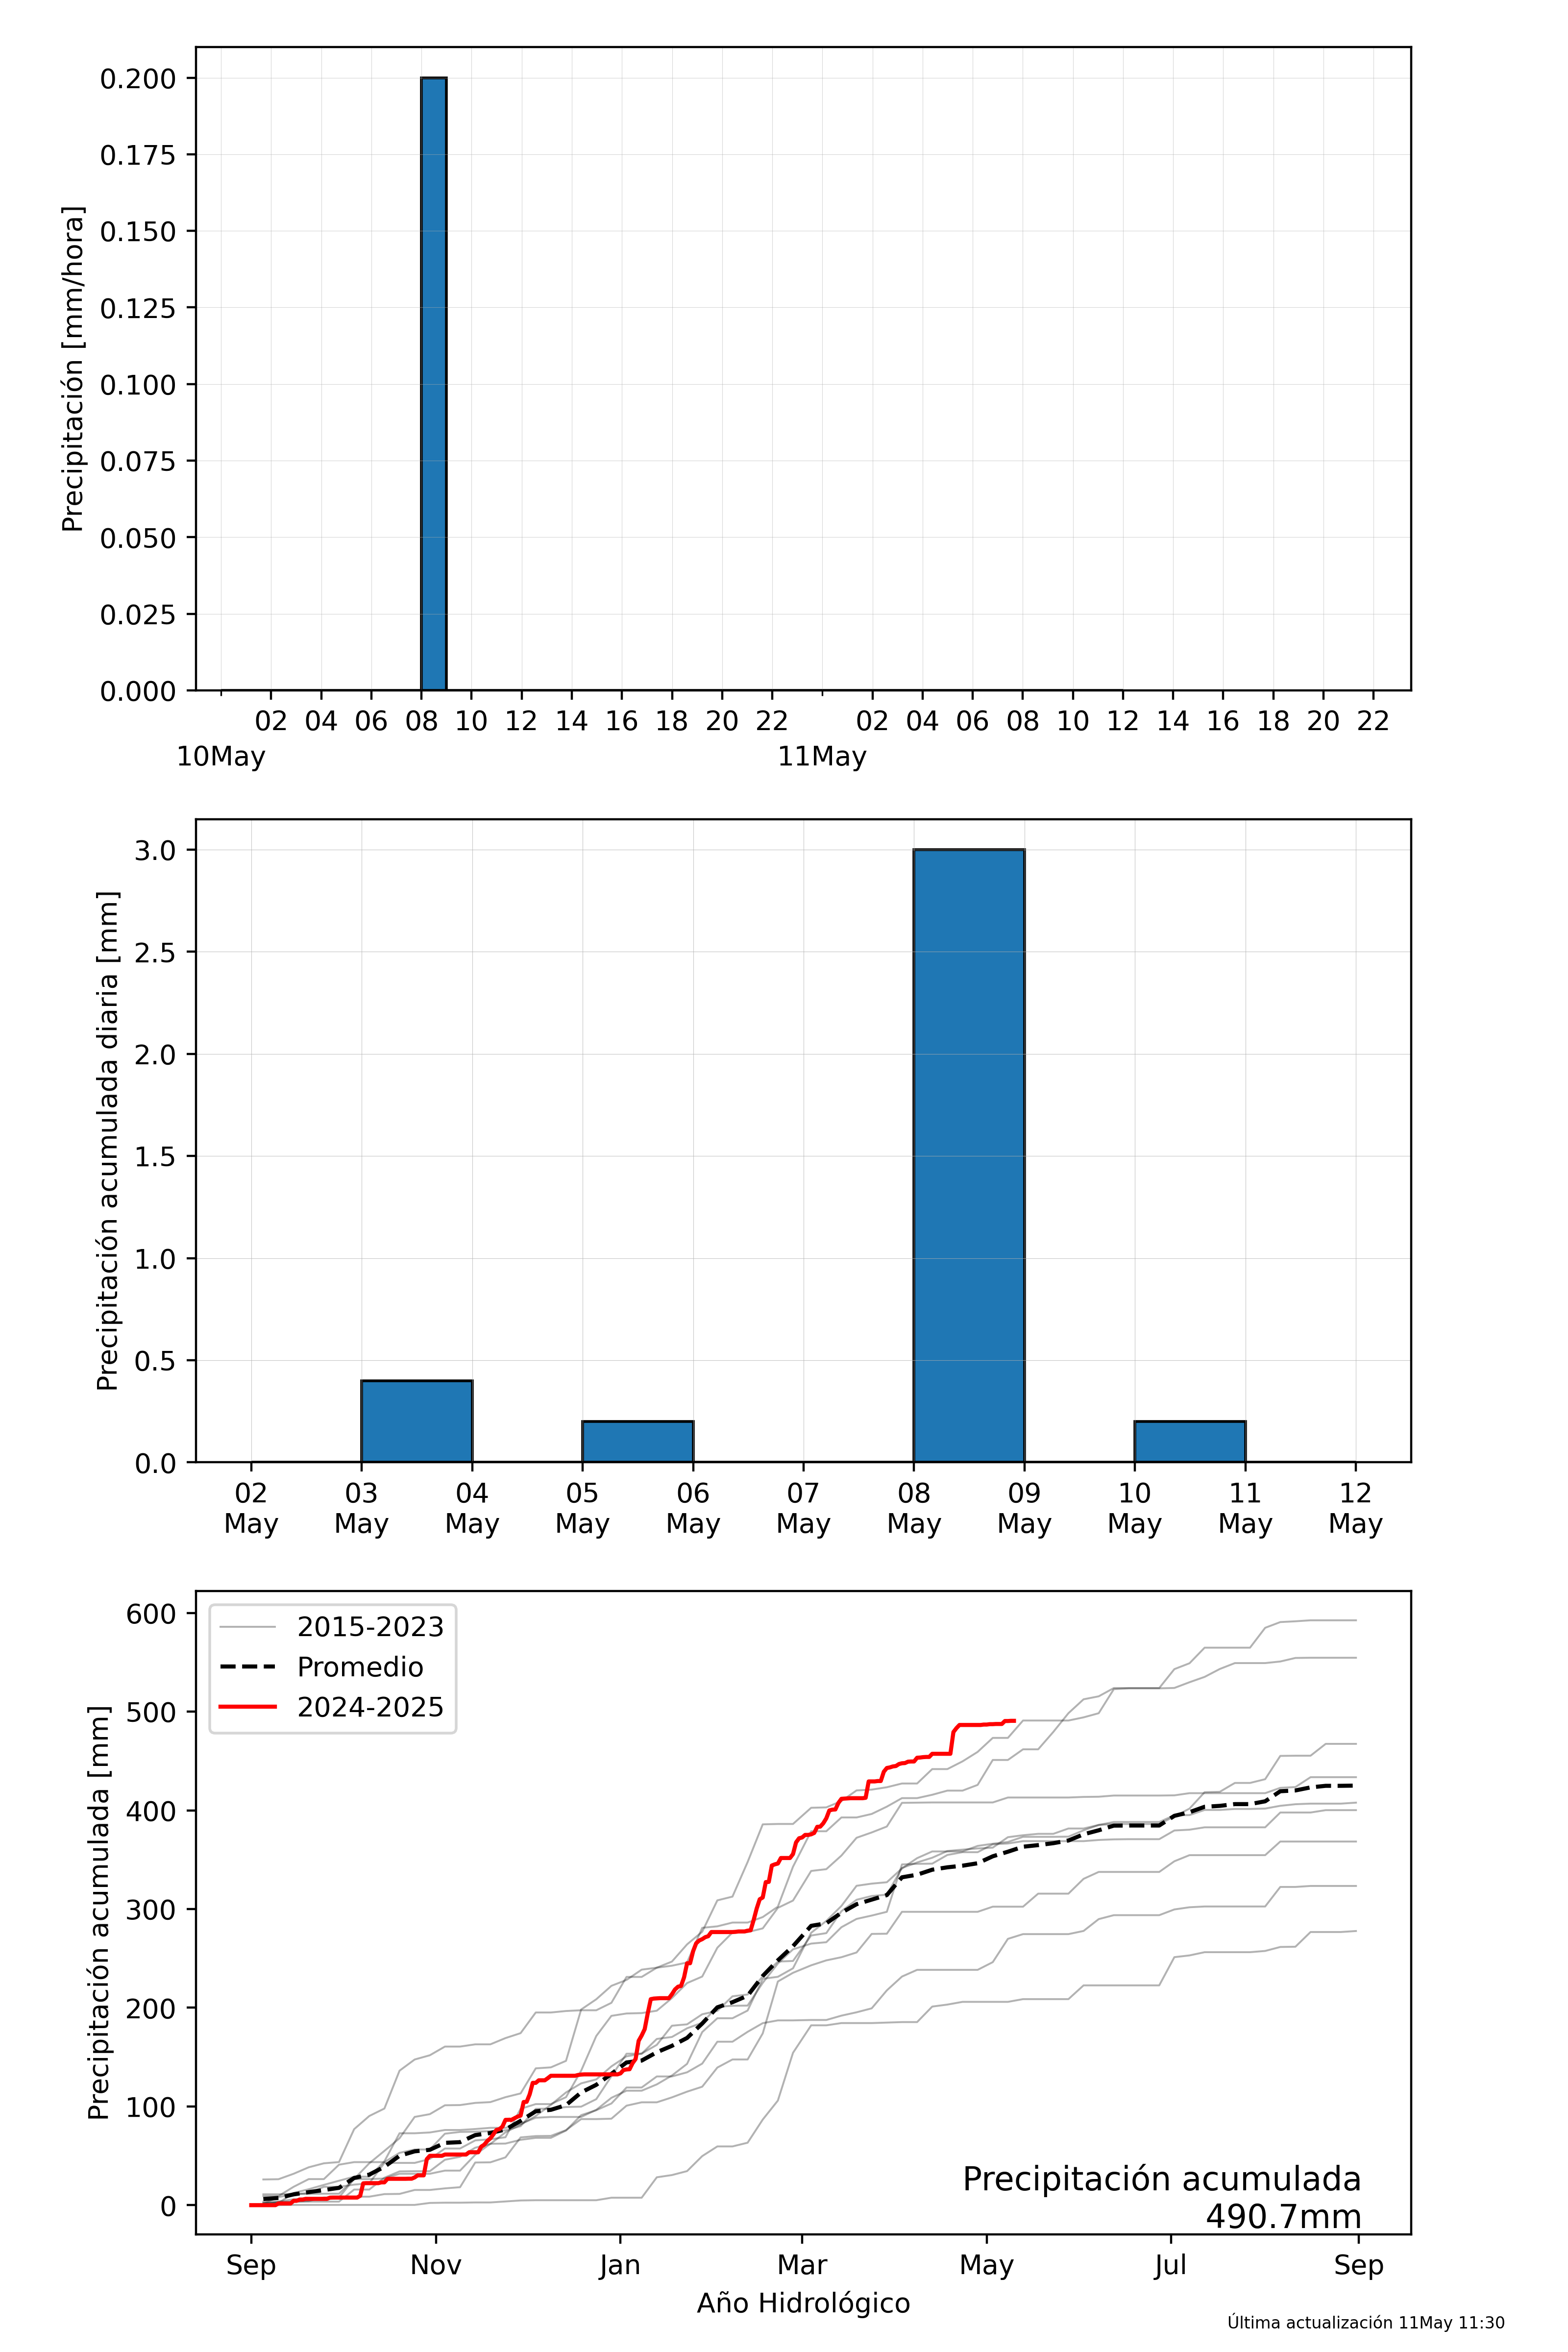 Precipitación [mm/hora]
0.200
0.175
0.150
0.125
0.100
0.075
0.050
0.025
0.000
02 04 06 08 10 12 14 16 18 20 22 02 04 06 08 10 12 14 16 18 20 22
10May 11May
Precipitación acumulada diaria [mm]
3.0
2.5
2.0
1.5
1.0
0.5
0.0
02 03 04 05 06 07 08 09 10 11 12
May May May May May May May May May May May
Precipitación acumulada [mm]
600
500
400
300
200
100
0
2015-2023
Promedio
2024-2025
Precipitación acumulada
490.7mm
Sep Nov Jan Mar May Jul Sep
Año Hidrológico
Última actualización 11May 11:30